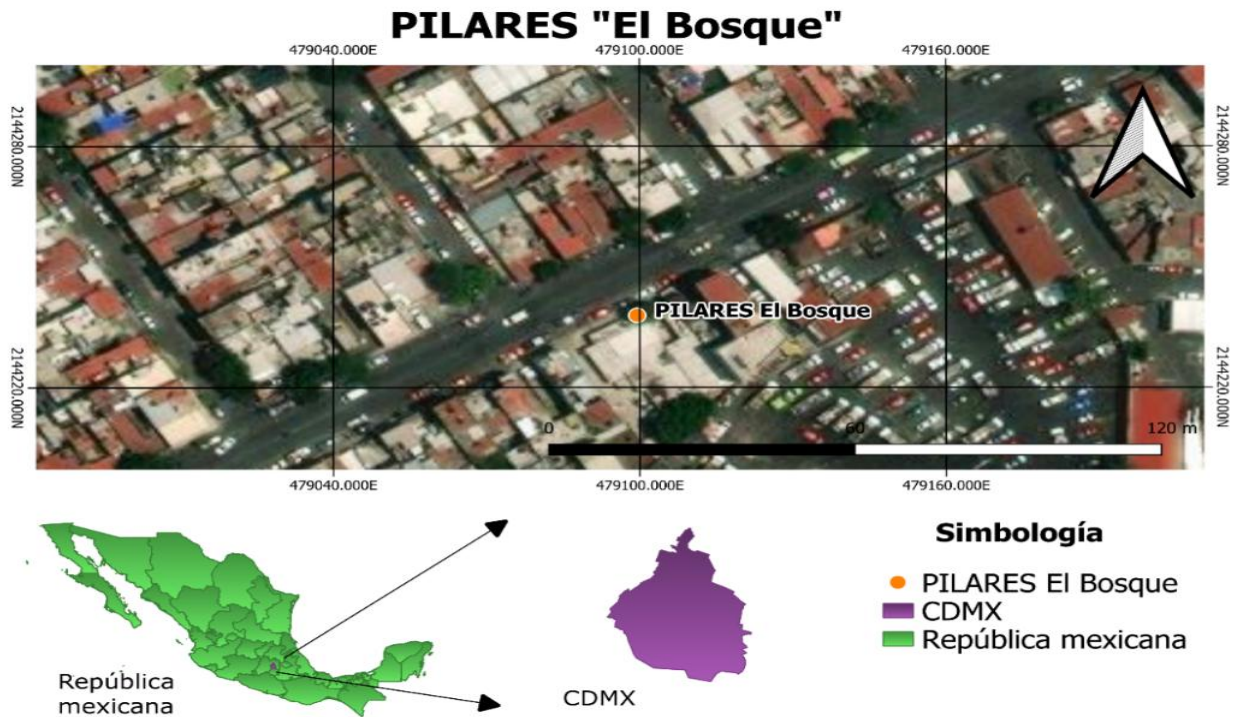 PILARES "El Bosque"
479040.000E
479100.000E
479160.000E
2144280.000N
2144280.000N
PILARES El Bosque
2144220.000N
2144220.000N
0
60
120 m
479040.000E
479100.000E
479160.000E
Simbología
PILARES El Bosque
CDMX
República mexicana
República
mexicana
CDMX